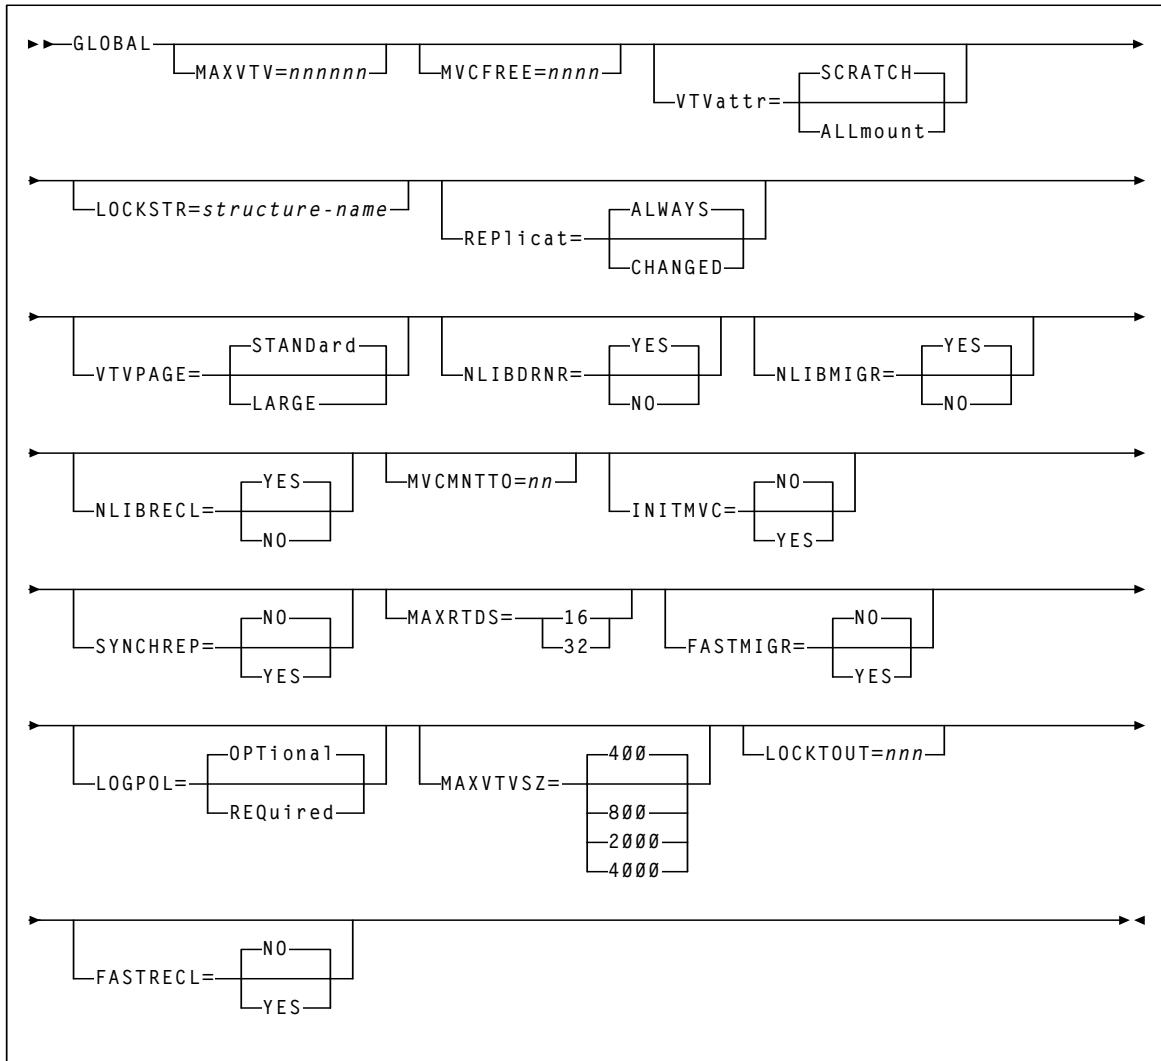 GLOBAL
MAXVTV=nnnnnn
MVCFREE=nnnn
VTVattr=
SCRATCH
ALLmount
LOCKSTR=structure-name
REPlicat=
ALWAYS
CHANGED
VTVPAGE=
STANDard
LARGE
NLIBDRNR=
YES
NO
NLIBMIGR=
YES
NO
NLIBRECL=
YES
NO
MVCMNTTO=nn
INITMVC=
NO
YES
SYNCHREP=
NO
YES
MAXRTDS=
16
32
FASTMIGR=
NO
YES
LOGPOL=
OPTional
REQuired
MAXVTVSZ=
400
800
2000
4000
LOCKTOUT=nnn
FASTRECL=
NO
YES